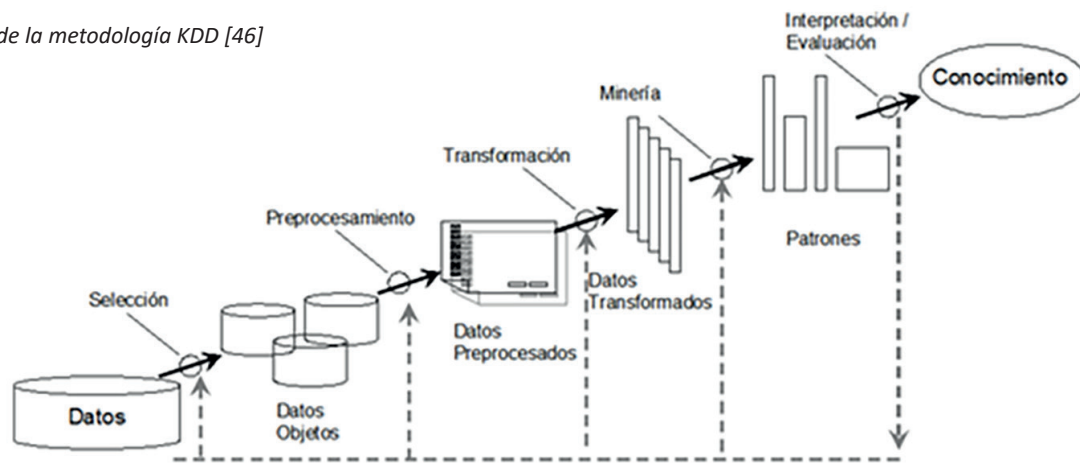 de la metodología KDD [46]
Interpretación /
Evaluación
Conocimiento
Minería
Transformación
Patrones
Preprocesamiento
Datos
Transformados
Selección
Datos
Preprocesados
Datos
Objetos
Datos